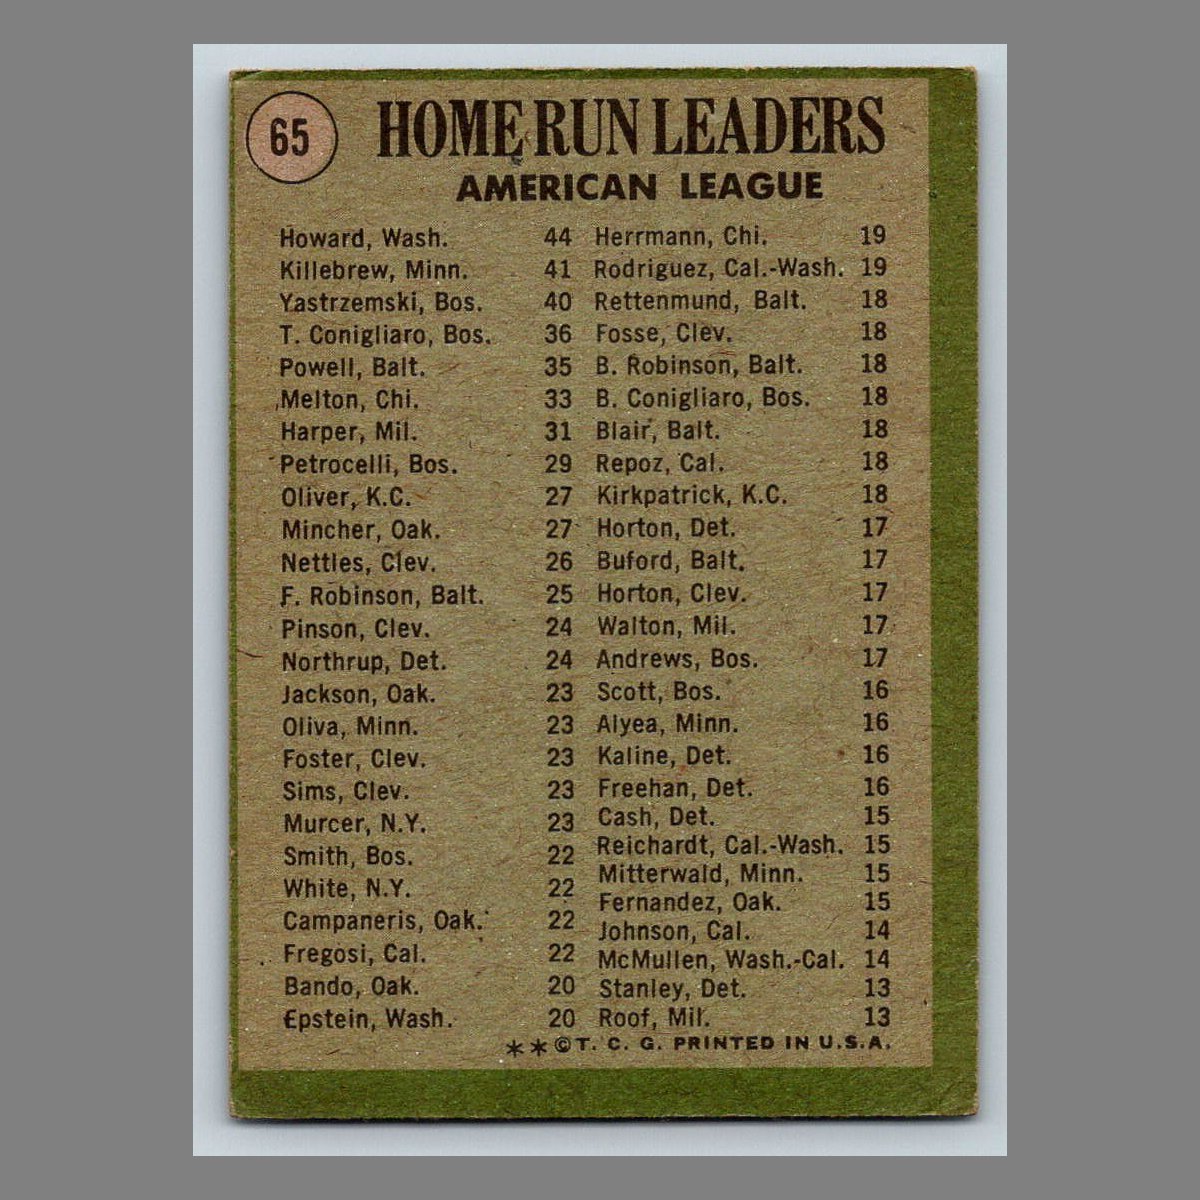 65
HOME RUN LEADERS
AMERICAN LEAGUE
Howard, Wash. 44
Killebrew, Minn. 41
Yastrzemski, Bos. 40
T. Conigliaro, Bos. 36
Powell, Balt. 35
Melton, Chi. 33
Harper, Mil. 31
Petrocelli, Bos. 29
Oliver, K.C. 27
Mincher, Oak. 27
Nettles, Clev. 26
F. Robinson, Balt. 25
Pinson, Clev. 24
Northrup, Det. 24
Jackson, Oak. 23
Oliva, Minn. 23
Foster, Clev. 23
Sims, Clev. 23
Murcer, N.Y. 23
Smith, Bos. 22
White, N.Y. 22
Campaneris, Oak. 22
Fregosi, Cal. 22
Bando, Oak. 20
Epstein, Wash. 20
Herrmann, Chi. 19
Rodriguez, Cal.-Wash. 19
Rettenmund, Balt. 18
Fosse, Clev. 18
B. Robinson, Balt. 18
B. Conigliaro, Bos. 18
Blair, Balt. 18
Repoz, Cal. 18
Kirkpatrick, K.C. 18
Horton, Det. 17
Buford, Balt. 17
Horton, Clev. 17
Walton, Mil. 17
Andrews, Bos. 17
Scott, Bos. 16
Alyea, Minn. 16
Kaline, Det. 16
Freehan, Det. 16
Cash, Det. 15
Reichardt, Cal.-Wash. 15
Mitterwald, Minn. 15
Fernandez, Oak. 15
Johnson, Cal. 14
McMullen, Wash.-Cal. 14
Stanley, Det. 13
Roof, Mil. 13
**©T. C. G. PRINTED IN U.S.A.